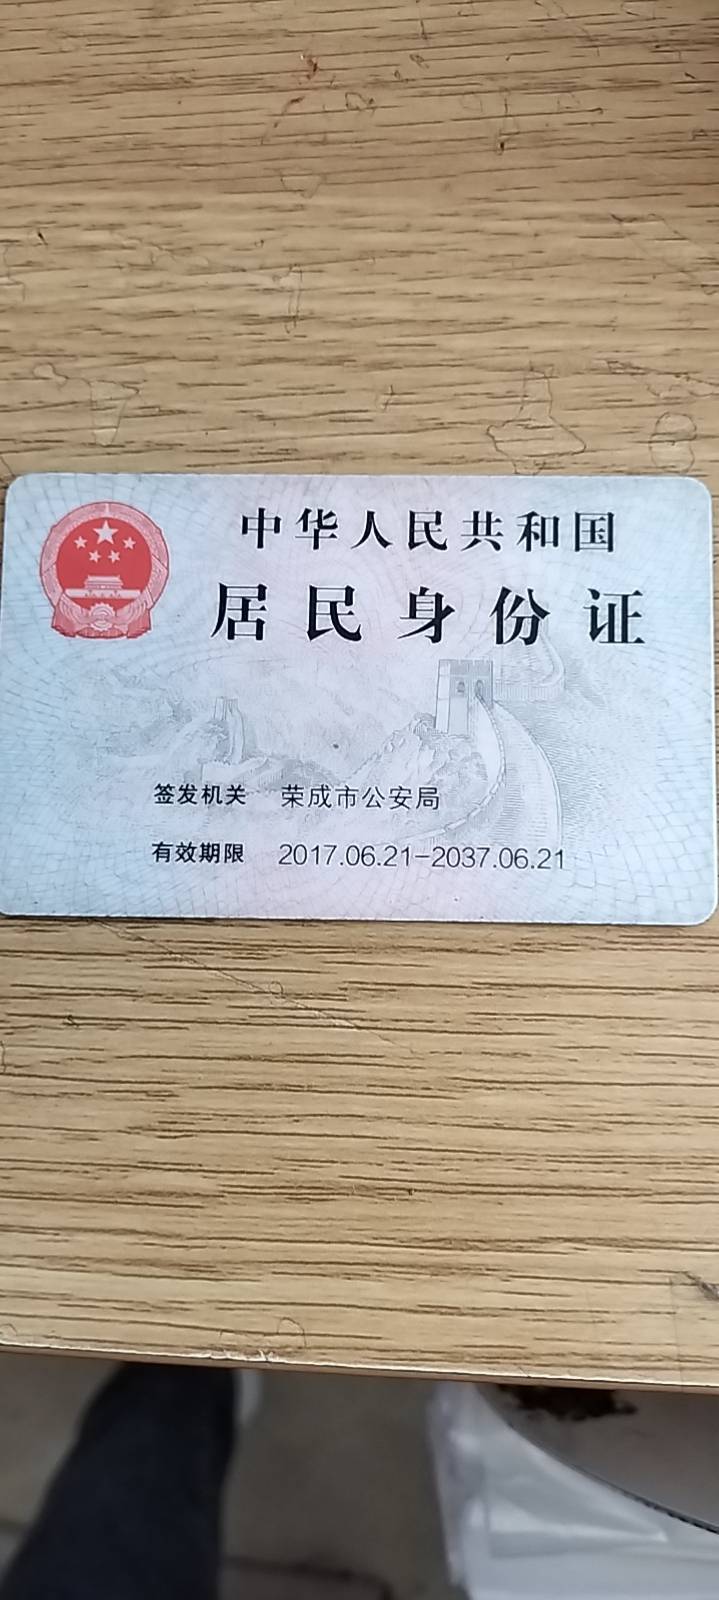 中华人民共和国
居民身份证
签发机关 荣成市公安局
有效期限 2017.06.21-2037.06.21